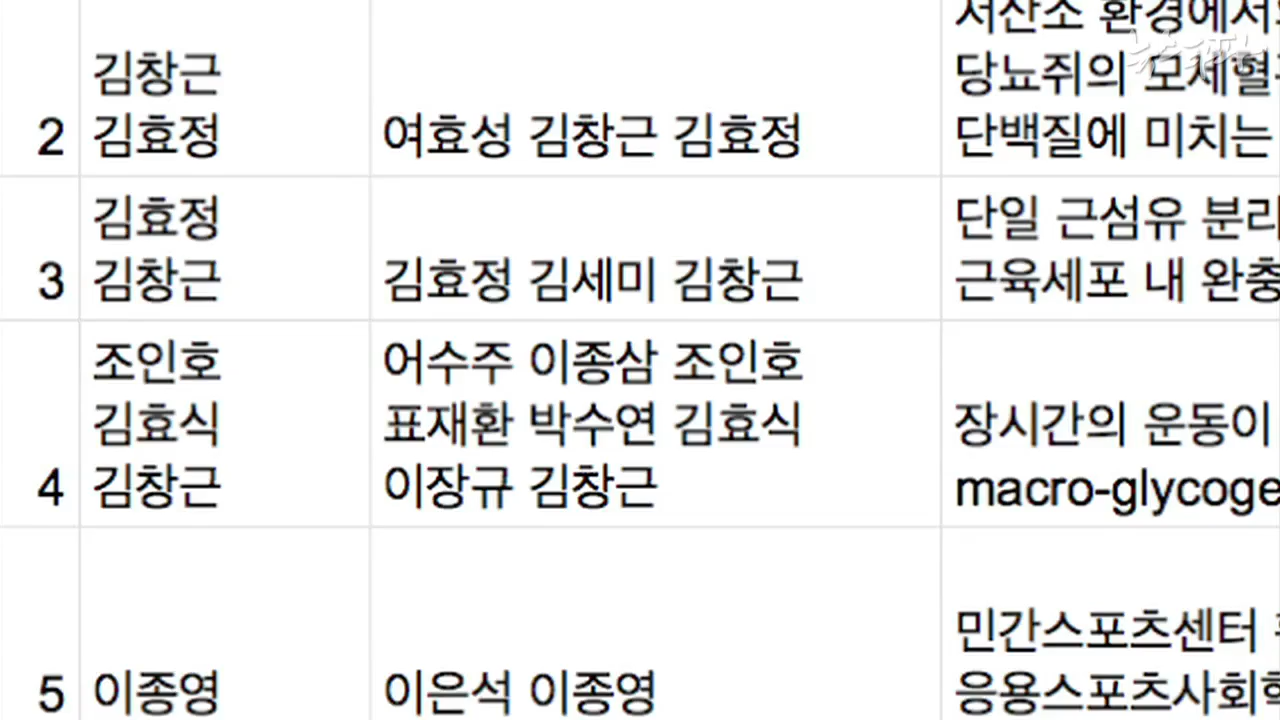 김창근
2 김효정
여효성 김창근 김효정
당뇨쥐의 모세혈
단백질에 미치는
김효정
3 김창근
김효정 김세미 김창근
단일 근섬유 분리
근육세포 내 완충
조인호
김효식
4 김창근
어수주 이종삼 조인호
표재환 박수연 김효식
이장규 김창근
장시간의 운동이
macro-glycoge
5 이종영
이은석 이종영
민간스포츠센터
응용스포츠사회학
뉴스타파